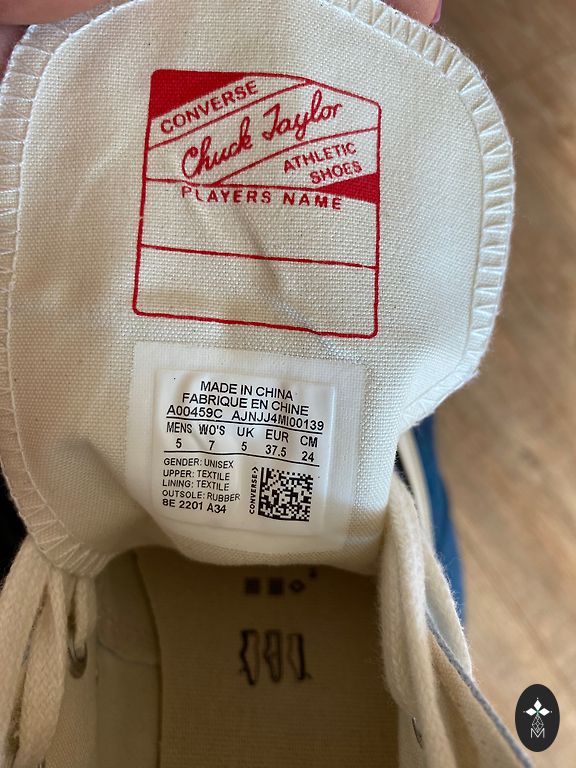 CONVERSE
Chuck Taylor
ATHLETIC
SHOES
PLAYERS NAME
MADE IN CHINA
FABRIQUE EN CHINE
A00459C AJNJJ4MI00139
MENS WO'S UK EUR CM
5 7 5 37.5 24
GENDER: UNISEX
UPPER: TEXTILE
LINING: TEXTILE
OUTSOLE: RUBBER
8E 2201 A34
CONVERSE
M